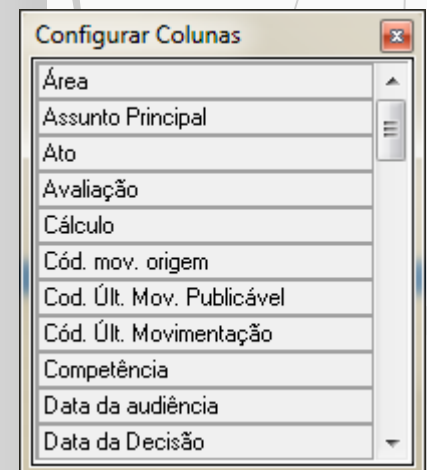 Configurar Colunas
Área
Assunto Principal
Ato
Avaliação
Cálculo
Cód. mov. origem
Cod. Últ. Mov. Publicável
Cód. Últ. Movimentação
Competência
Data da audiência
Data da Decisão